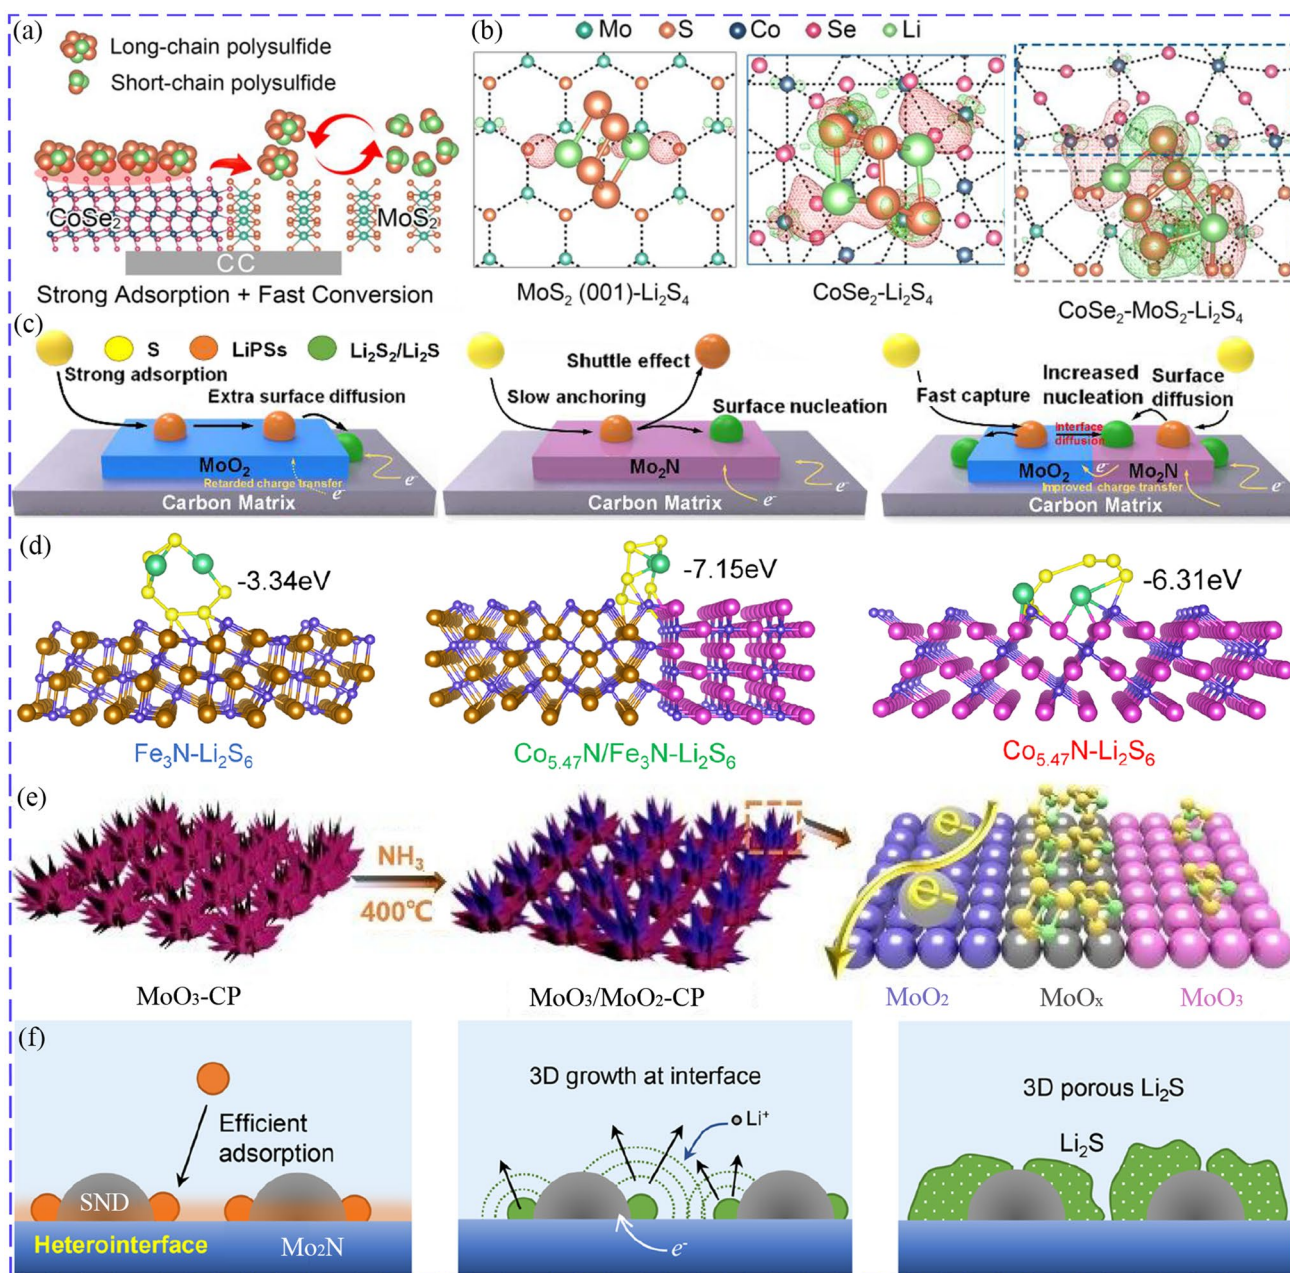 (a)
Long-chain polysulfide
Short-chain polysulfide
CoSe₂
MoS₂
CC
Strong Adsorption + Fast Conversion
(b)
Mo S Co Se Li
MoS₂ (001)-Li₂S₄
CoSe₂-Li₂S₄
CoSe₂-MoS₂-Li₂S₄
(c)
S LiPSs Li₂S₂/Li₂S
Strong adsorption
Extra surface diffusion
MoO₂
Retarded charge transfer
e⁻
e⁻
Carbon Matrix
Shuttle effect
Slow anchoring
Surface nucleation
Mo₂N
e⁻
e⁻
Carbon Matrix
Fast capture
Increased
nucleation
Surface
diffusion
Interface
diffusion
MoO₂
e⁻
Mo₂N
Improved charge transfer
e⁻
e⁻
Carbon Matrix
(d)
-3.34eV
Fe₃N-Li₂S₆
-7.15eV
Co₅.₄₇N/Fe₃N-Li₂S₆
-6.31eV
Co₅.₄₇N-Li₂S₆
(e)
NH₃
400℃
MoO₃-CP
MoO₃/MoO₂-CP
e-
e-
MoO₂
MoOₓ
MoO₃
(f)
Efficient
adsorption
SND
Heterointerface
Mo₂N
3D growth at interface
Li⁺
e⁻
3D porous Li₂S
Li₂S